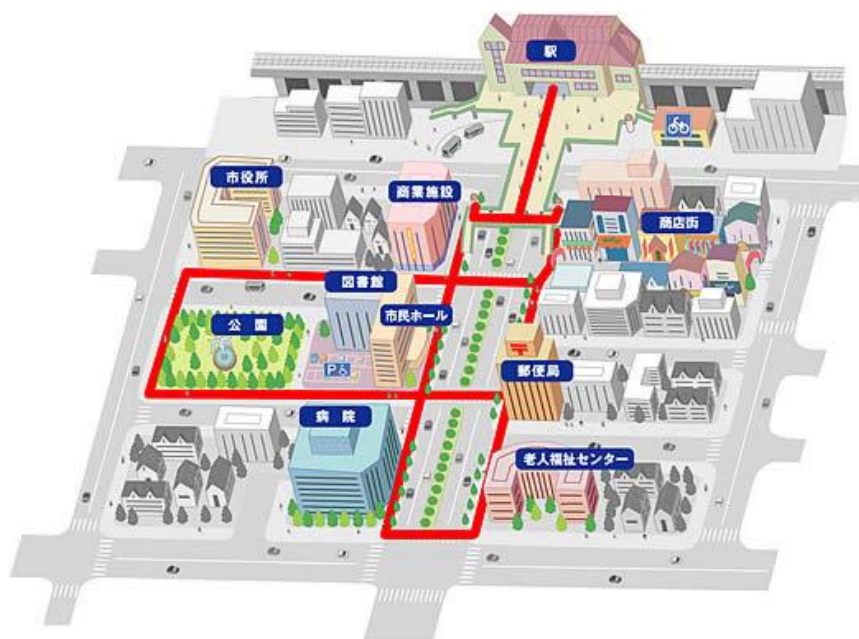 駅
市役所
商業施設
商店街
図書館
市民ホール
公園
P
郵便局
病院
老人福祉センター